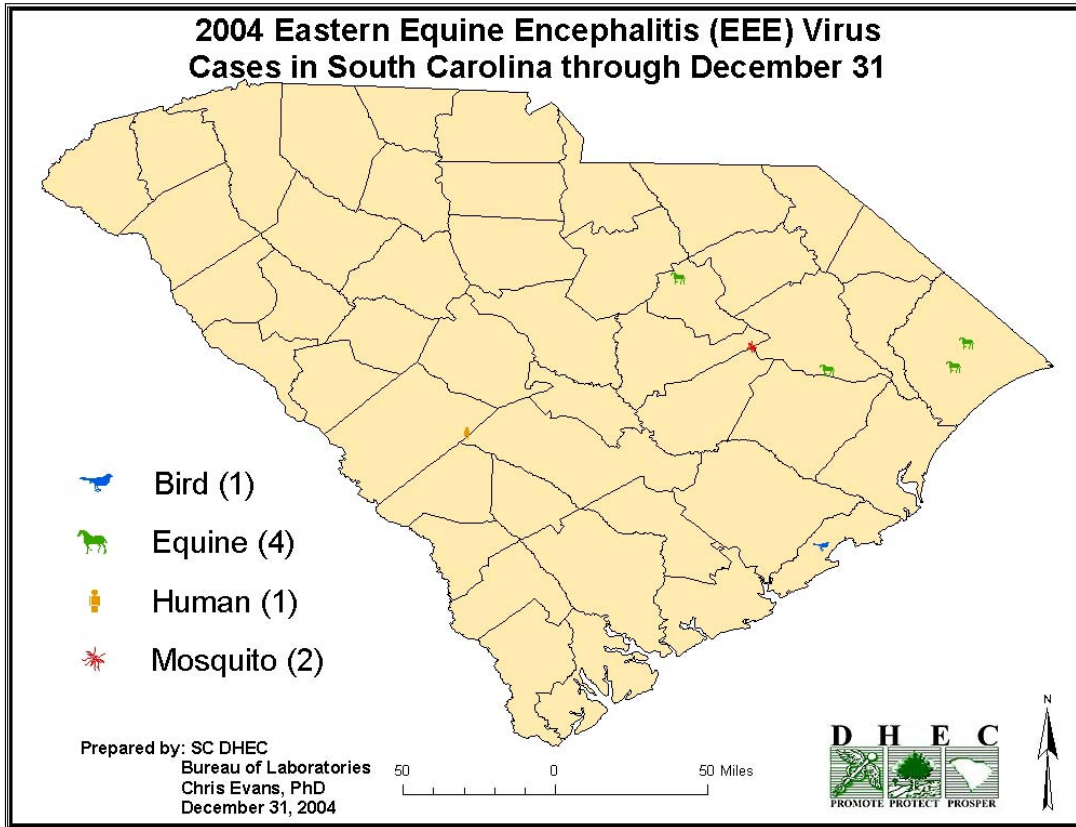 2004 Eastern Equine Encephalitis (EEE) Virus
Cases in South Carolina through December 31
Bird (1)
Equine (4)
Human (1)
Mosquito (2)
Prepared by: SC DHEC
Bureau of Laboratories
Chris Evans, PhD
December 31, 2004
50 0 50 Miles
D H E C
PROMOTE PROTECT PROSPER
N